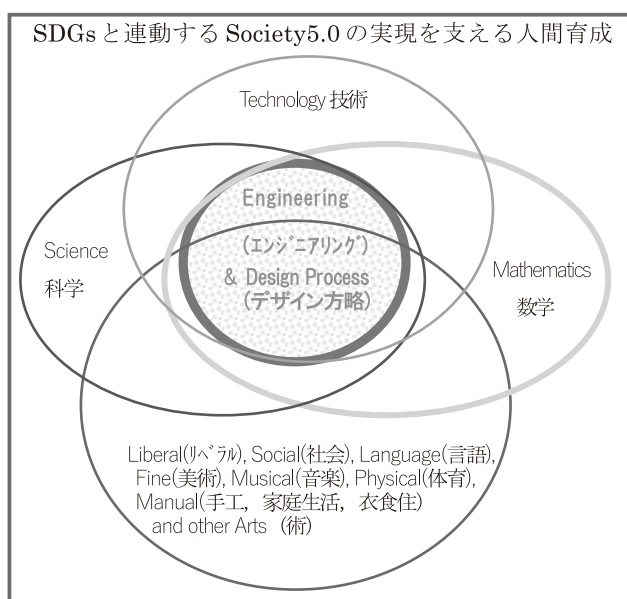 SDGsと連動するSociety5.0の実現を支える人間育成
Technology 技術
Engineering
(ｴﾝｼﾞﾆｱﾘﾝｸﾞ)
& Design Process
(デザイン方略)
Science
科学
Mathematics
数学
Liberal(ﾘﾍﾞﾗﾙ), Social(社会), Language(言語),
Fine(美術), Musical(音楽), Physical(体育),
Manual(手工，家庭生活，衣食住)
and other Arts（術）